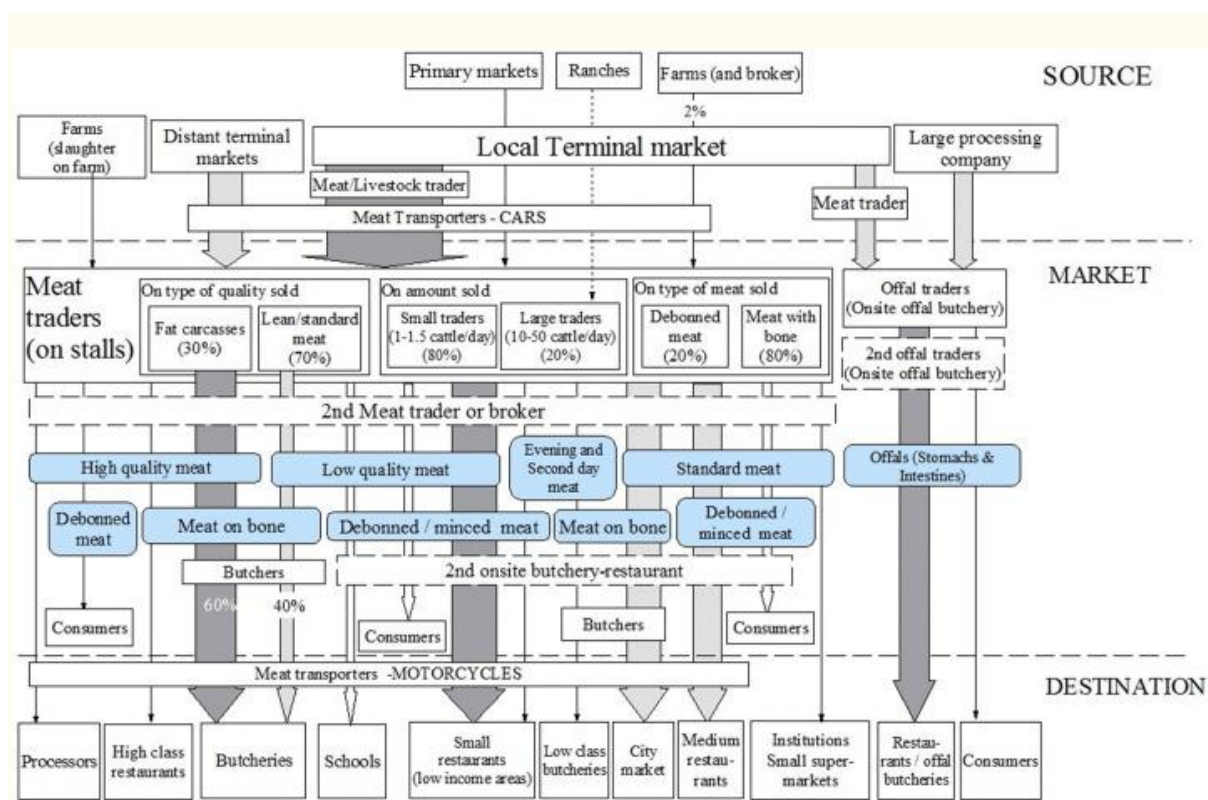 Primary markets
Ranches
Farms (and broker)
SOURCE
2%
Farms
(slaughter
on farm)
Distant terminal
markets
Local Terminal market
Large processing
company
Meat/Livestock trader
Meat trader
Meat Transporters - CARS
MARKET
Meat
traders
(on stalls)
On type of quality sold
Fat carcasses
(30%)
Lean/standard
meat
(70%)
On amount sold
Small traders
(1-1.5 cattle/day)
(80%)
Large traders
(10-50 cattle/day)
(20%)
On type of meat sold
Debonned
meat
(20%)
Meat with
bone
(80%)
Offal traders
(Onsite offal butchery)
2nd offal traders
(Onsite offal butchery)
2nd Meat trader or broker
High quality meat
Low quality meat
Evening and
Second day
meat
Standard meat
Offals (Stomachs &
Intestines)
Debonned
meat
Meat on bone
Debonned / minced meat
Meat on bone
Debonned /
minced meat
Butchers
2nd onsite butchery-restaurant
60%
40%
Consumers
Consumers
Butchers
Consumers
Meat transporters -MOTORCYCLES
DESTINATION
Processors
High class
restaurants
Butcheries
Schools
Small
restaurants
(low income areas)
Low class
butcheries
City
market
Medium
restau-
rants
Institutions
Small super-
markets
Restau-
rants / offal
butcheries
Consumers